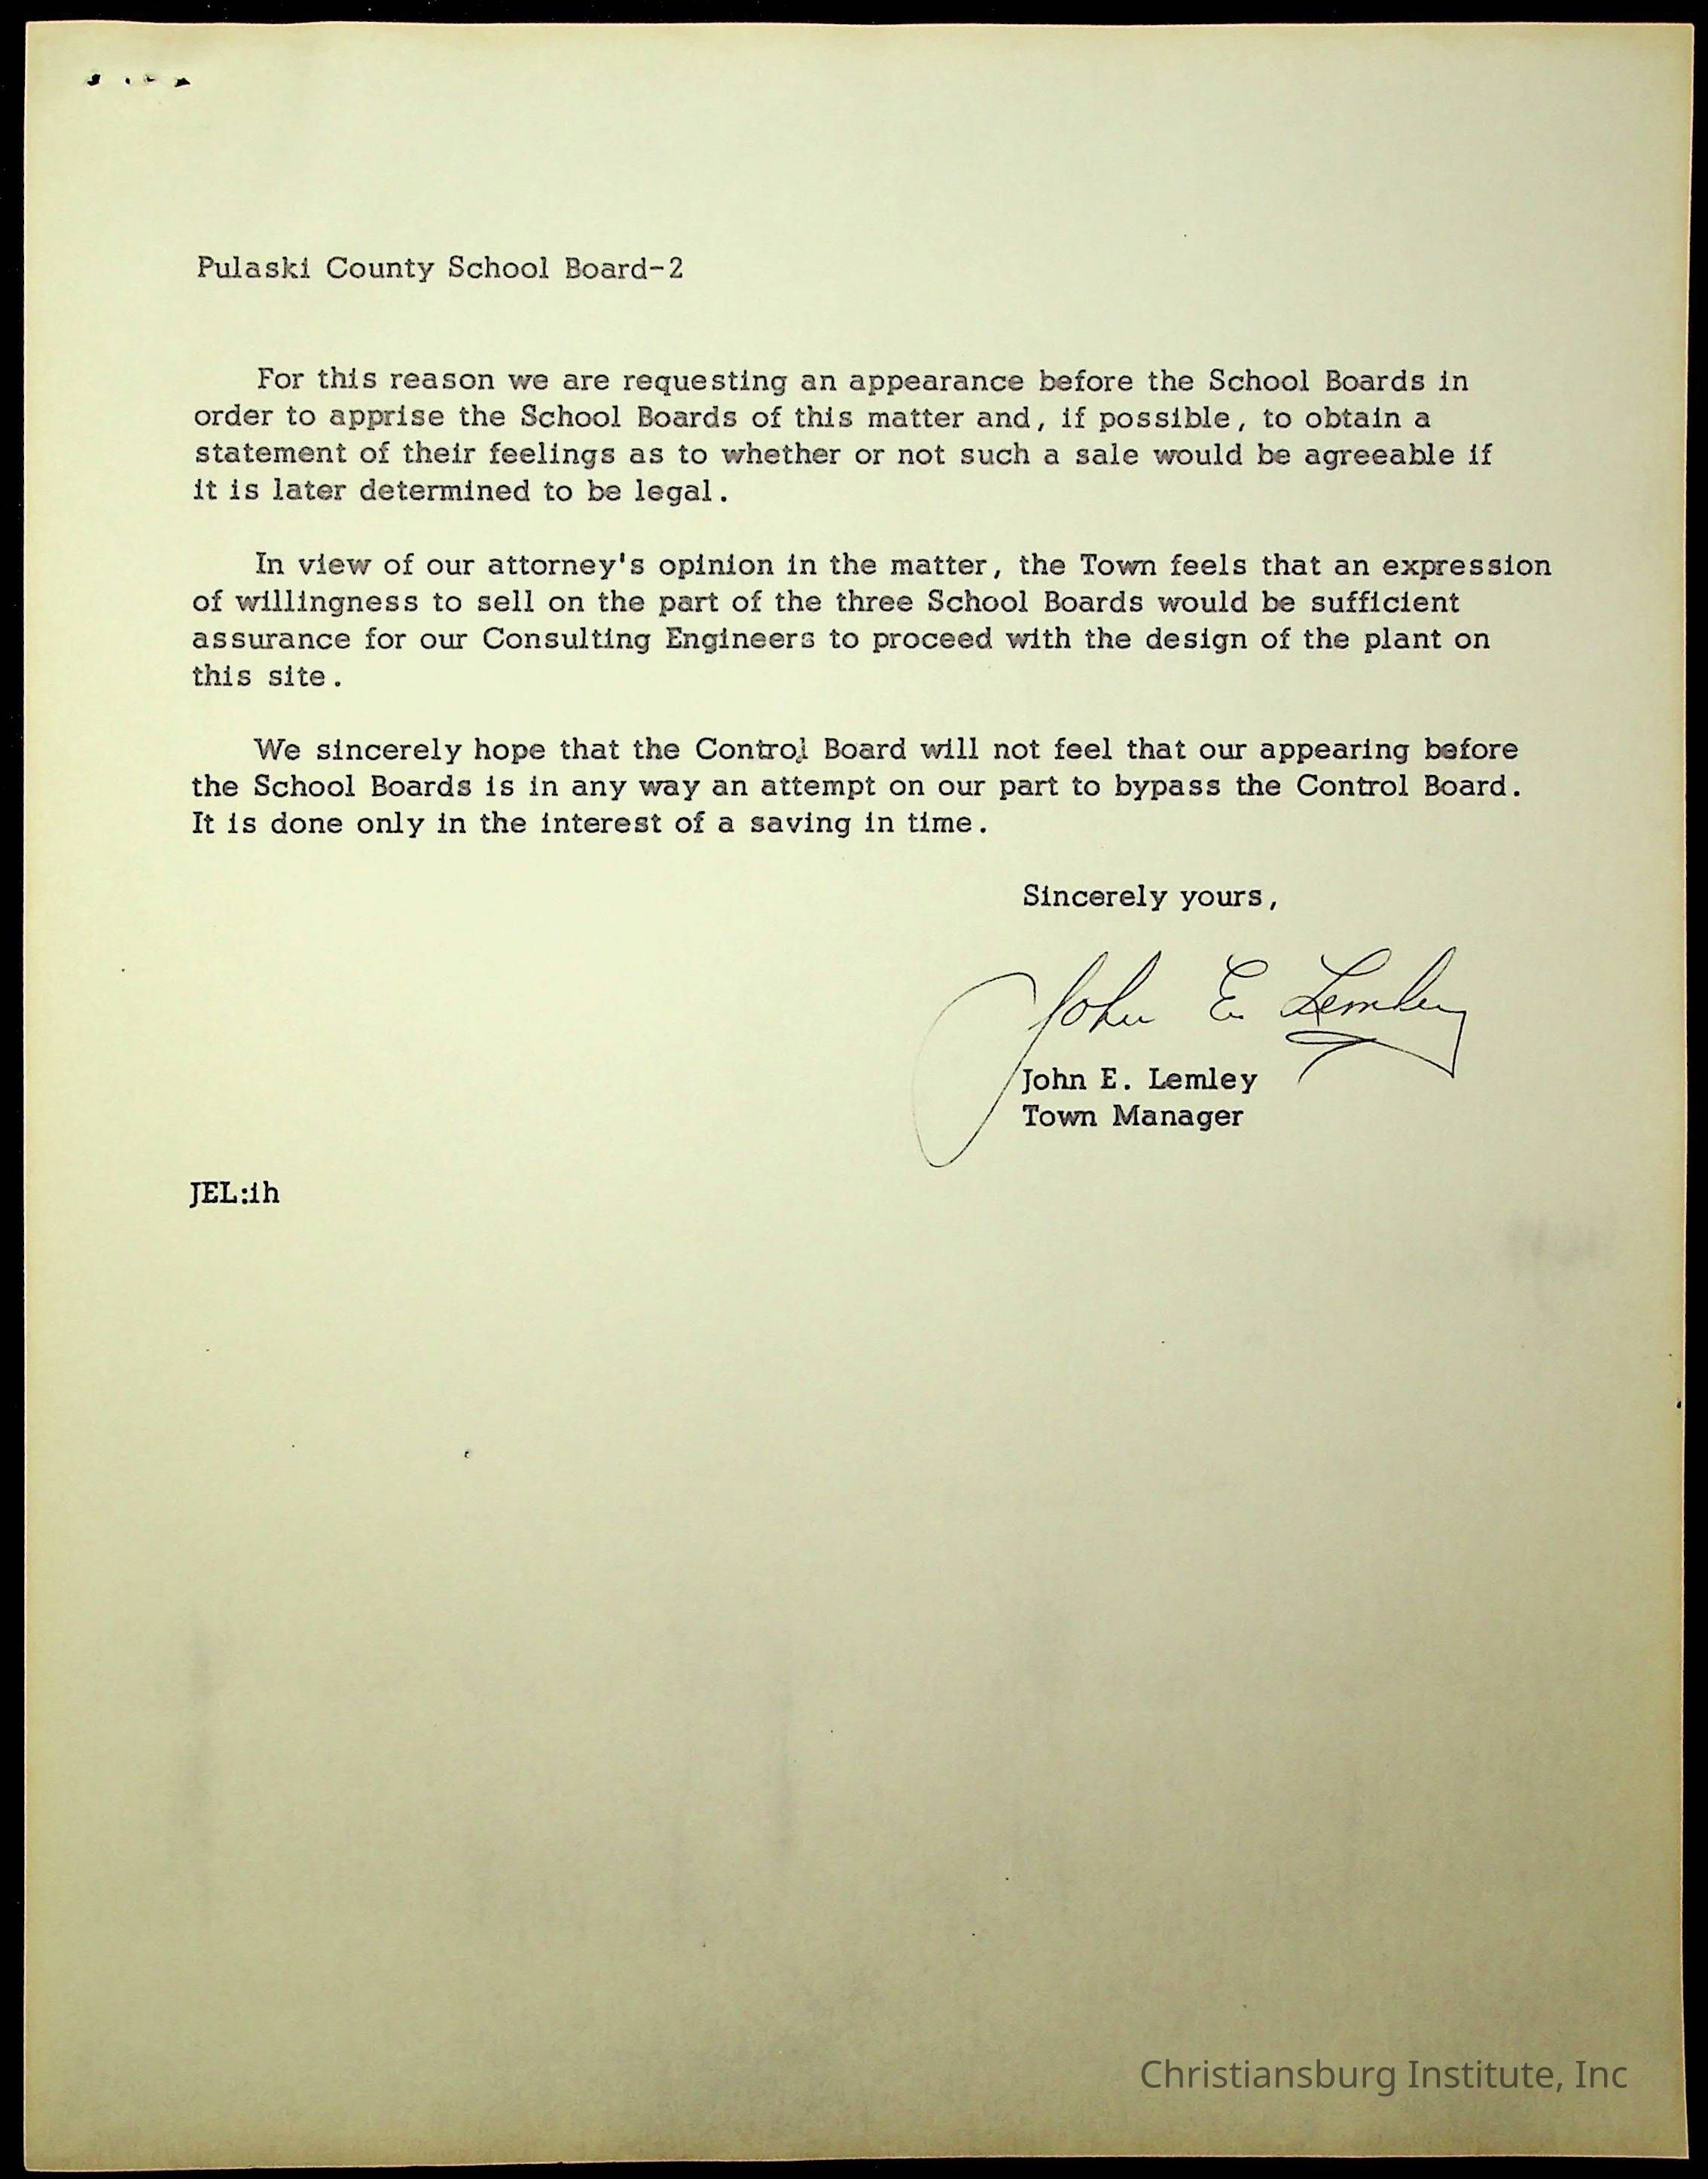 Pulaski County School Board-2
For this reason we are requesting an appearance before the School Boards in
order to apprise the School Boards of this matter and, if possible, to obtain a
statement of their feelings as to whether or not such a sale would be agreeable if
it is later determined to be legal.
In view of our attorney's opinion in the matter, the Town feels that an expression
of willingness to sell on the part of the three School Boards would be sufficient
assurance for our Consulting Engineers to proceed with the design of the plant on
this site.
We sincerely hope that the Control Board will not feel that our appearing before
the School Boards is in any way an attempt on our part to bypass the Control Board.
It is done only in the interest of a saving in time.
Sincerely yours,
John E. Lemley
John E. Lemley
Town Manager
JEL:ih
Christiansburg Institute, Inc